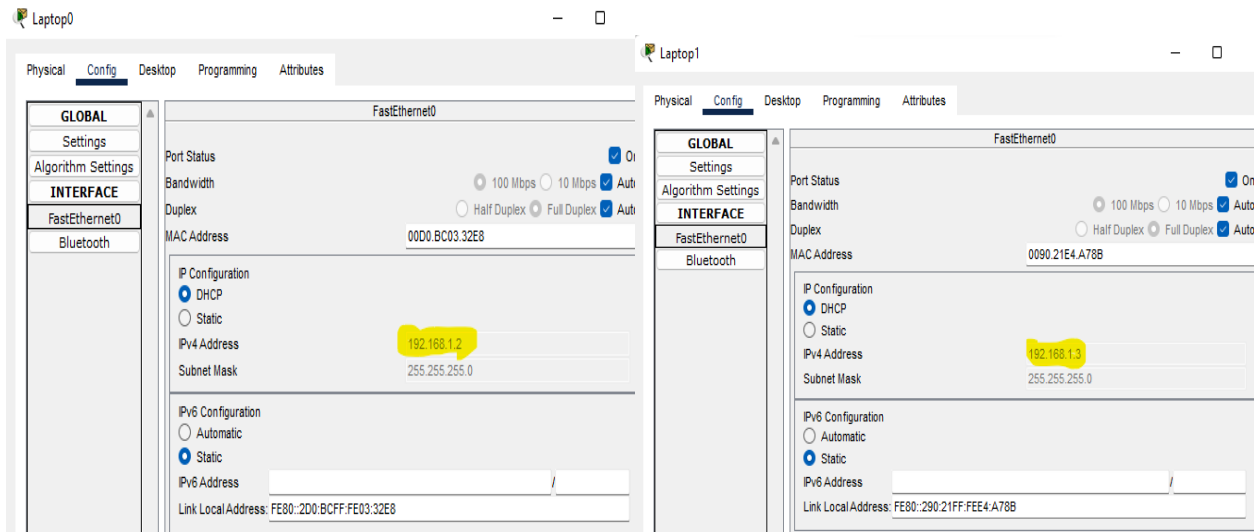 Laptop0
Physical Config Desktop Programming Attributes
GLOBAL
Settings
Algorithm Settings
INTERFACE
FastEthernet0
Bluetooth
FastEthernet0
Port Status
Bandwidth 100 Mbps 10 Mbps
Duplex Half Duplex Full Duplex
MAC Address 00D0.BC03.32E8
IP Configuration
DHCP
Static
IPv4 Address 192.168.1.2
Subnet Mask 255.255.255.0
IPv6 Configuration
Automatic
Static
IPv6 Address /
Link Local Address: FE80::2D0:BCFF:FE03:32E8
Laptop1
Physical Config Desktop Programming Attributes
GLOBAL
Settings
Algorithm Settings
INTERFACE
FastEthernet0
Bluetooth
FastEthernet0
Port Status On
Bandwidth 100 Mbps 10 Mbps Auto
Duplex Half Duplex Full Duplex Auto
MAC Address 0090.21E4.A78B
IP Configuration
DHCP
Static
IPv4 Address 192.168.1.3
Subnet Mask 255.255.255.0
IPv6 Configuration
Automatic
Static
IPv6 Address /
Link Local Address: FE80::290:21FF:FEE4:A78B